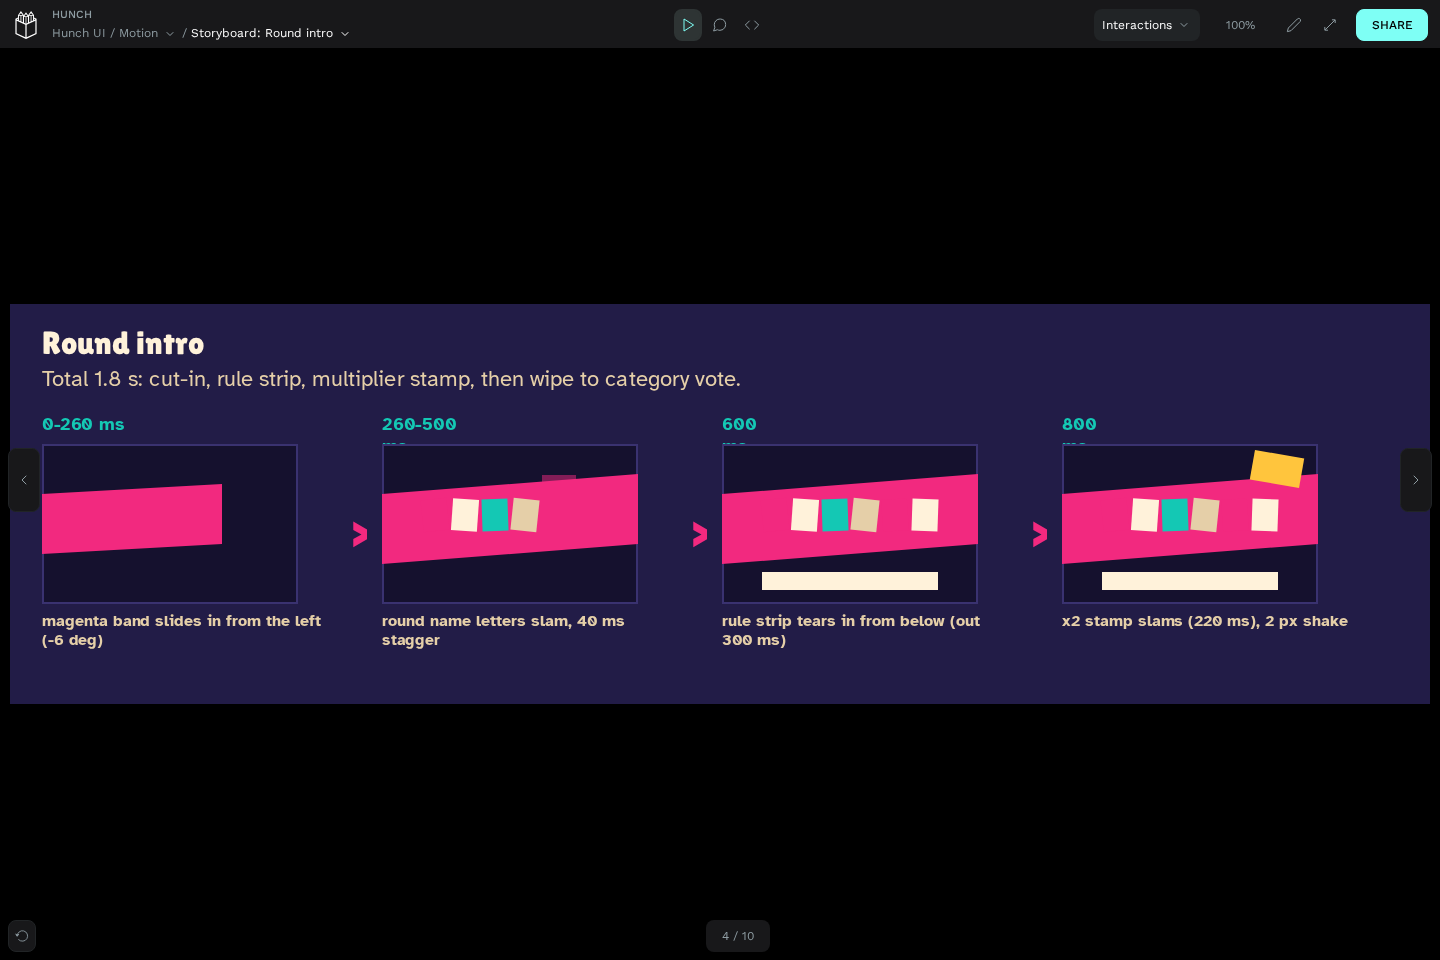 HUNCH
Hunch UI / Motion / Storyboard: Round intro
Interactions
100%
SHARE
Round intro
Total 1.8 s: cut-in, rule strip, multiplier stamp, then wipe to category vote.
0-260 ms
260-500
600
800
>
>
>
magenta band slides in from the left
(-6 deg)
round name letters slam, 40 ms
stagger
rule strip tears in from below (out
300 ms)
x2 stamp slams (220 ms), 2 px shake
4 / 10